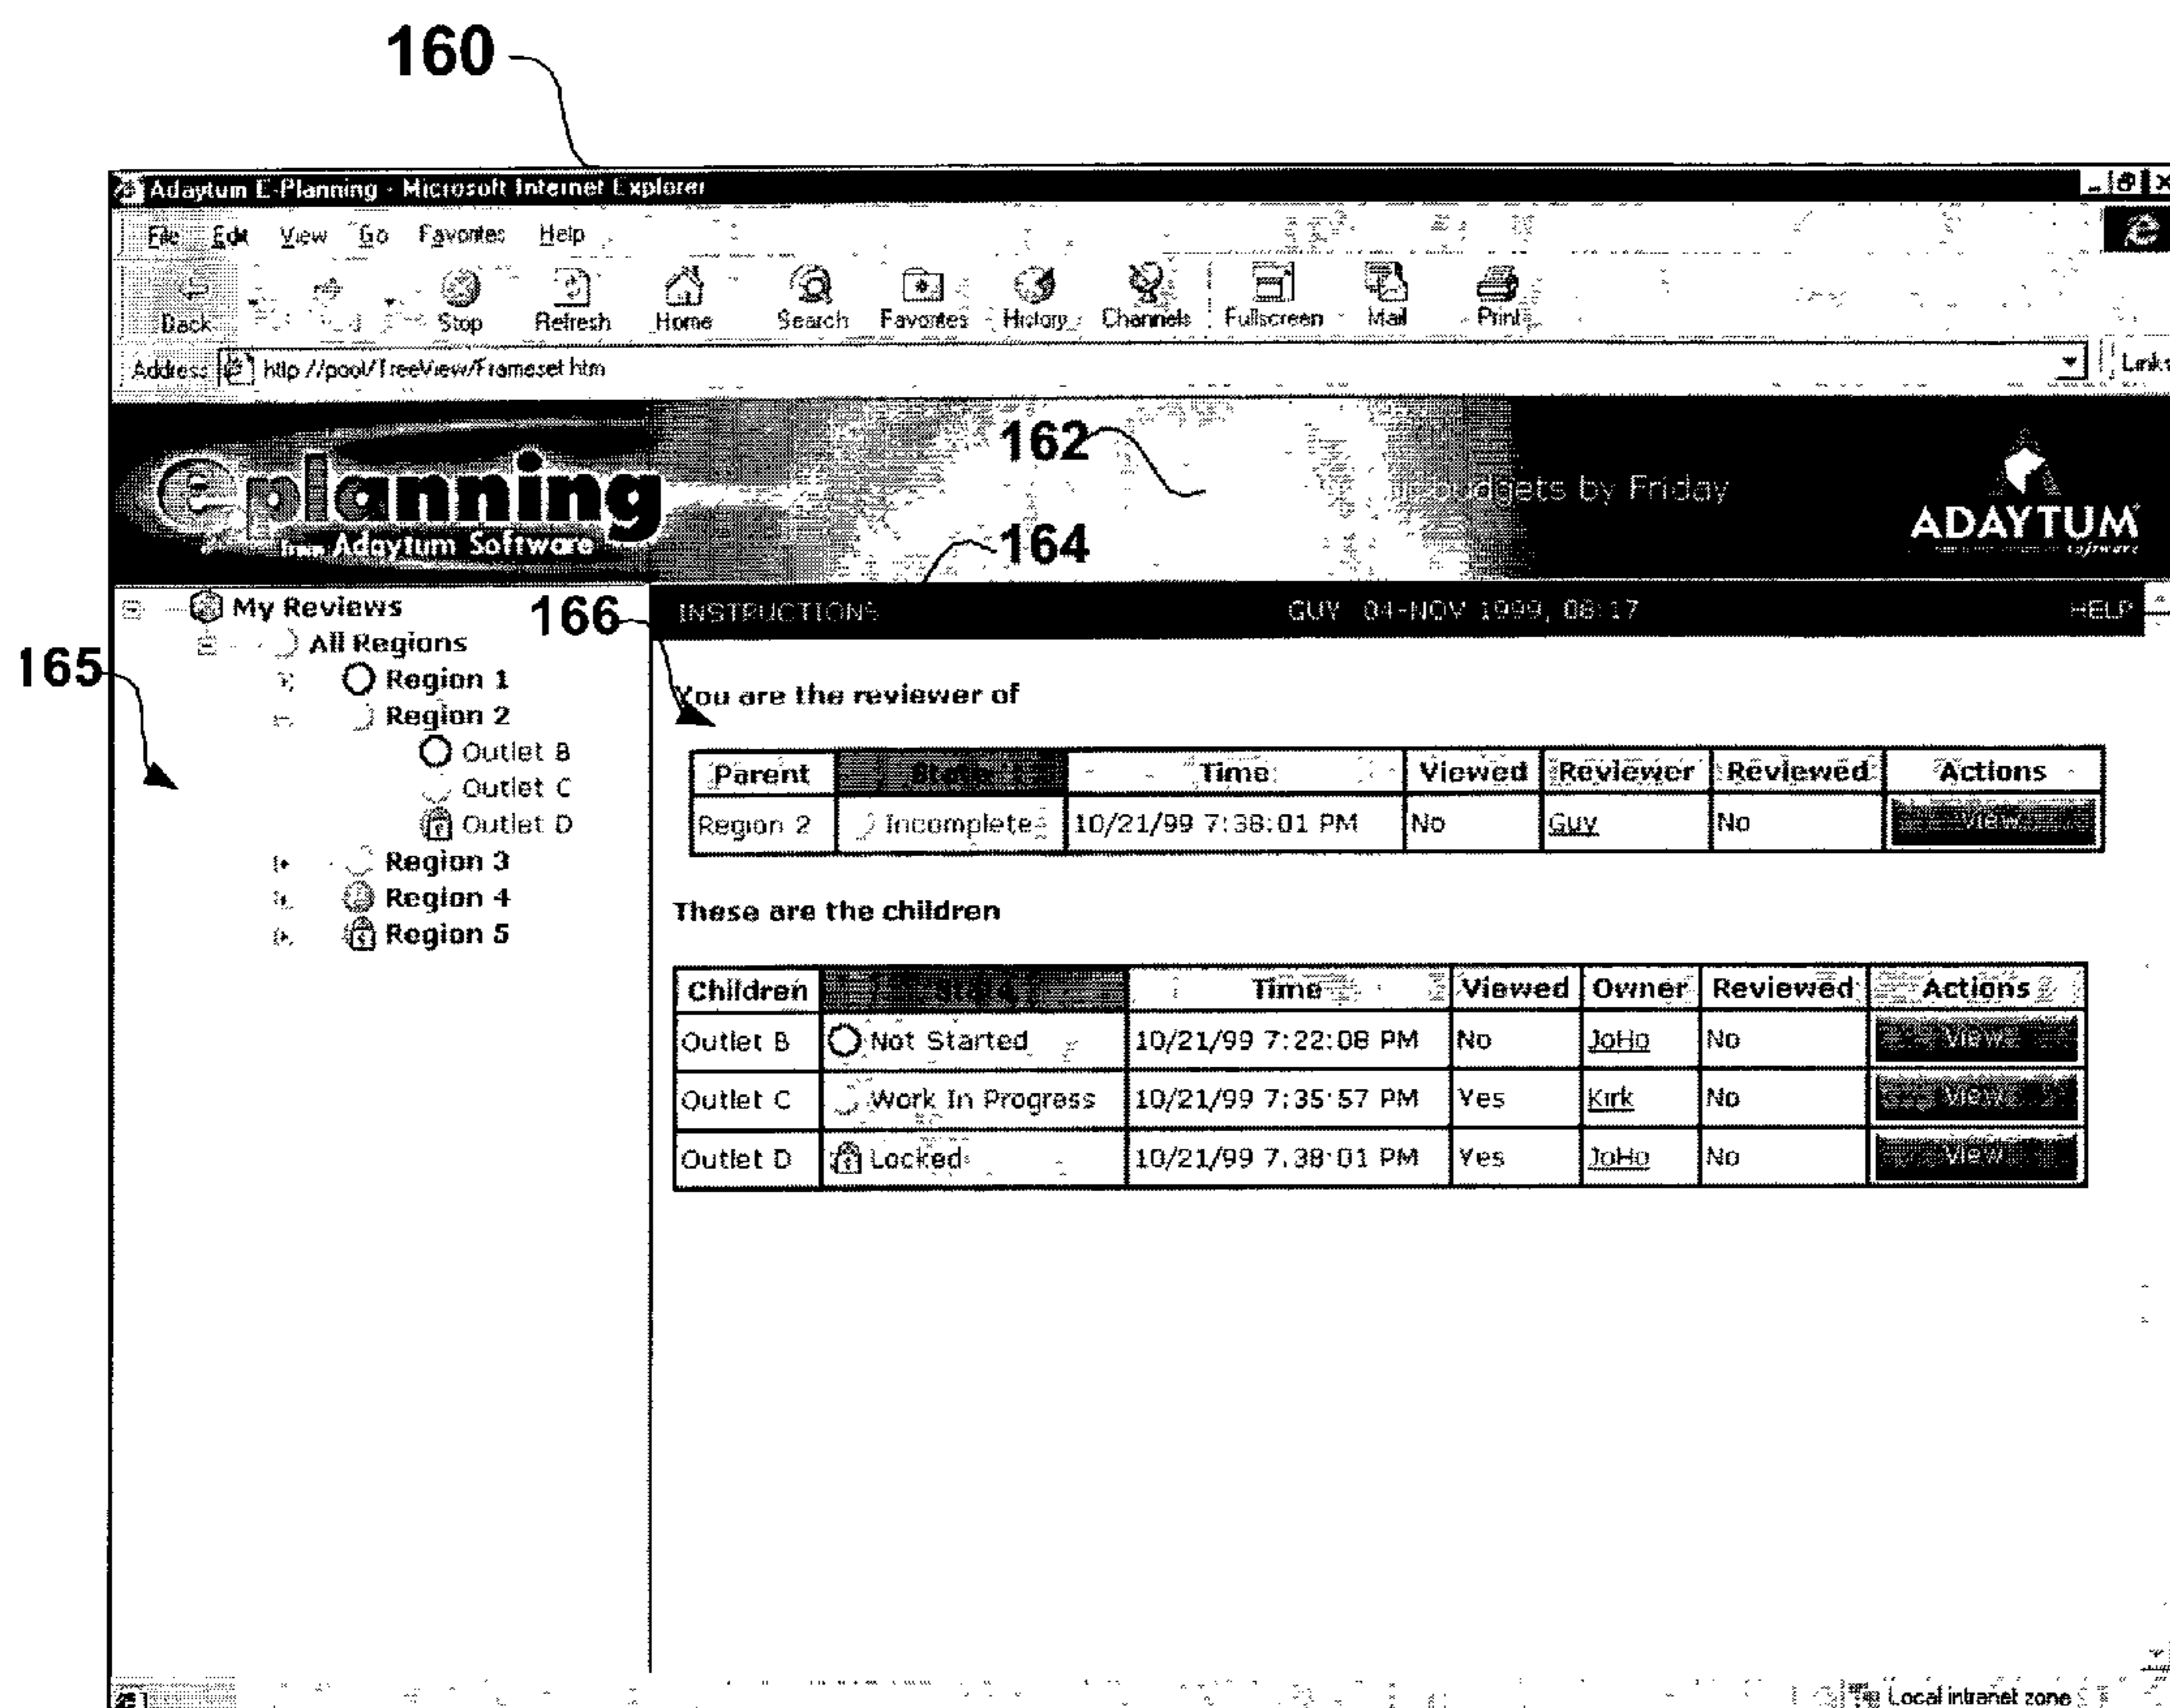 160
Adaytum E-Planning - Microsoft Internet Explorer
File Edit View Go Favorites Help
Back Stop Refresh Home Search Favorites History Channels Fullscreen Mail Print
Address http://pool/TreeView/Frameset.htm Links
eplanning
from Adaytum Software
162
budgets by Friday
ADAYTUM
software
164
165
166
My Reviews
All Regions
Region 1
Region 2
Outlet B
Outlet C
Outlet D
Region 3
Region 4
Region 5
INSTRUCTIONS GUY 04-NOV 1999, 08:17 HELP
You are the reviewer of
Parent State Time Viewed Reviewer Reviewed Actions
Region 2 Incomplete 10/21/99 7:38:01 PM No Guy No View
These are the children
Children State Time Viewed Owner Reviewed Actions
Outlet B Not Started 10/21/99 7:22:08 PM No JoHo No View
Outlet C Work In Progress 10/21/99 7:35:57 PM Yes Kirk No View
Outlet D Locked 10/21/99 7:38:01 PM Yes JoHo No View
Local intranet zone